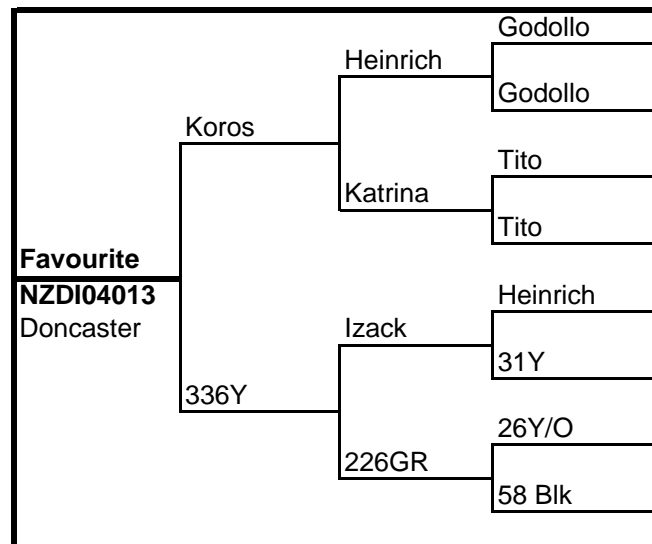 Godollo
Heinrich
Godollo
Koros
Tito
Katrina
Tito
Favourite
NZDI04013
Heinrich
Doncaster
Izack
31Y
336Y
26Y/O
226GR
58 Blk